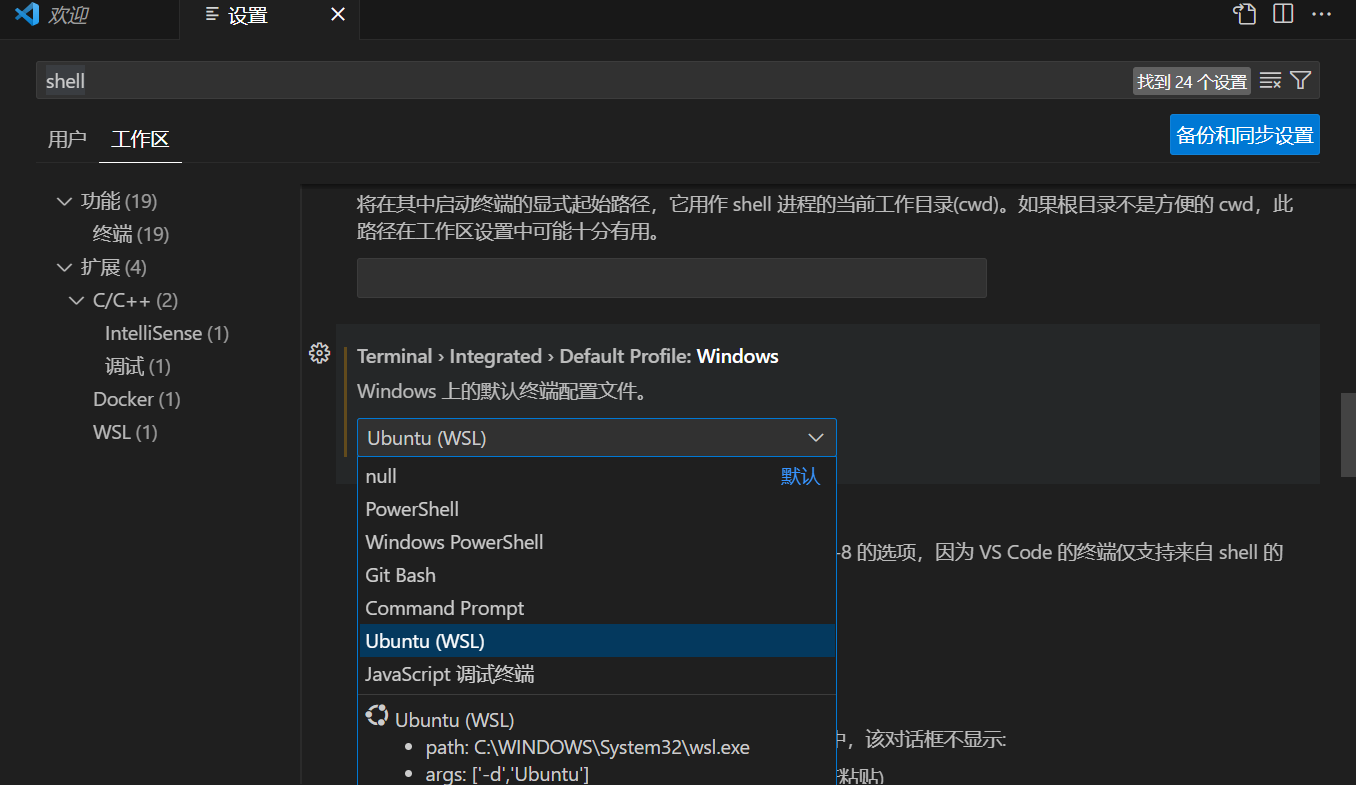 欢迎
设置
shell
找到 24 个设置
用户
工作区
备份和同步设置
功能 (19)
终端 (19)
扩展 (4)
C/C++ (2)
IntelliSense (1)
调试 (1)
Docker (1)
WSL (1)
将在其中启动终端的显式起始路径，它用作 shell 进程的当前工作目录(cwd)。如果根目录不是方便的 cwd，此
路径在工作区设置中可能十分有用。
Terminal › Integrated › Default Profile: Windows
Windows 上的默认终端配置文件。
Ubuntu (WSL)
null 默认
PowerShell
Windows PowerShell
Git Bash
Command Prompt
Ubuntu (WSL)
JavaScript 调试终端
Ubuntu (WSL)
• path: C:\WINDOWS\System32\wsl.exe
• args: ['-d','Ubuntu']
-8 的选项，因为 VS Code 的终端仅支持来自 shell 的
，该对话框不显示:
粘贴)